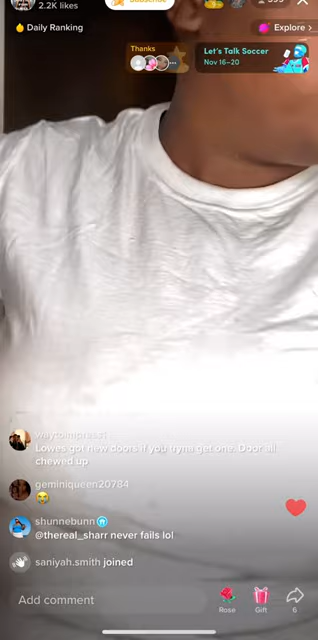 2.2K likes
Subscribe
Daily Ranking
Explore >
Thanks
Let's Talk Soccer
Nov 16–20
Lowes got new doors if you tryna get one. Door all
chewed up
geminiqueen20784
😭
shunnebunn
@thereal_sharr never fails lol
saniyah.smith joined
Add comment
Rose
Gift
6